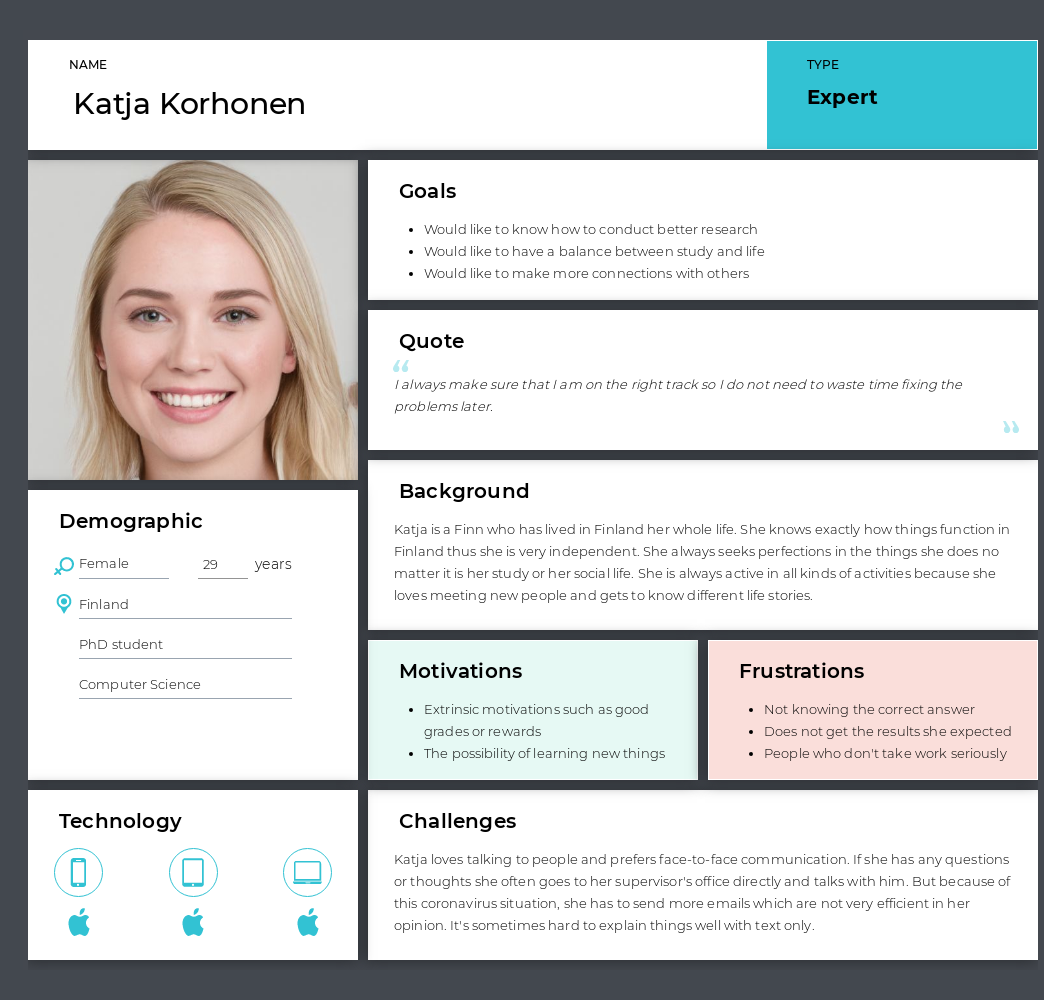 NAME
Katja Korhonen
TYPE
Expert
Goals
Would like to know how to conduct better research
Would like to have a balance between study and life
Would like to make more connections with others
Quote
“
I always make sure that I am on the right track so I do not need to waste time fixing the
problems later.
”
Background
Katja is a Finn who has lived in Finland her whole life. She knows exactly how things function in
Finland thus she is very independent. She always seeks perfections in the things she does no
matter it is her study or her social life. She is always active in all kinds of activities because she
loves meeting new people and gets to know different life stories.
Demographic
Female 29 years
Finland
PhD student
Computer Science
Motivations
Extrinsic motivations such as good
grades or rewards
The possibility of learning new things
Frustrations
Not knowing the correct answer
Does not get the results she expected
People who don't take work seriously
Technology
Challenges
Katja loves talking to people and prefers face-to-face communication. If she has any questions
or thoughts she often goes to her supervisor's office directly and talks with him. But because of
this coronavirus situation, she has to send more emails which are not very efficient in her
opinion. It's sometimes hard to explain things well with text only.